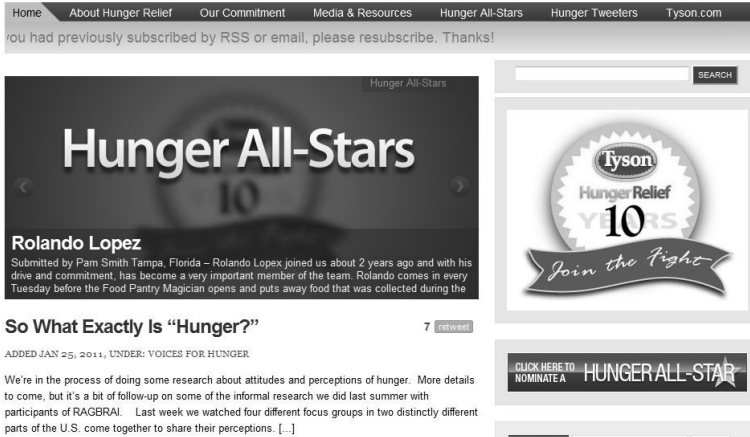 Home About Hunger Relief Our Commitment Media & Resources Hunger All-Stars Hunger Tweeters Tyson.com
you had previously subscribed by RSS or email, please resubscribe. Thanks!
SEARCH
Hunger All-Stars
Hunger All-Stars
10
Rolando Lopez
Submitted by Pam Smith Tampa, Florida – Rolando Lopex joined us about 2 years ago and with his
drive and commitment, has become a very important member of the team. Rolando comes in every
Tuesday before the Food Pantry Magician opens and puts away food that was collected during the
Tyson
Hunger Relief
10
YEARS
Join the Fight
So What Exactly Is “Hunger?”
7 retweet
ADDED JAN 25, 2011, UNDER: VOICES FOR HUNGER
We’re in the process of doing some research about attitudes and perceptions of hunger. More details
to come, but it’s a bit of follow-up on some of the informal research we did last summer with
participants of RAGBRAI. Last week we watched four different focus groups in two distinctly different
parts of the U.S. come together to share their perceptions. [...]
CLICK HERE TO
NOMINATE A
HUNGER ALL-STAR